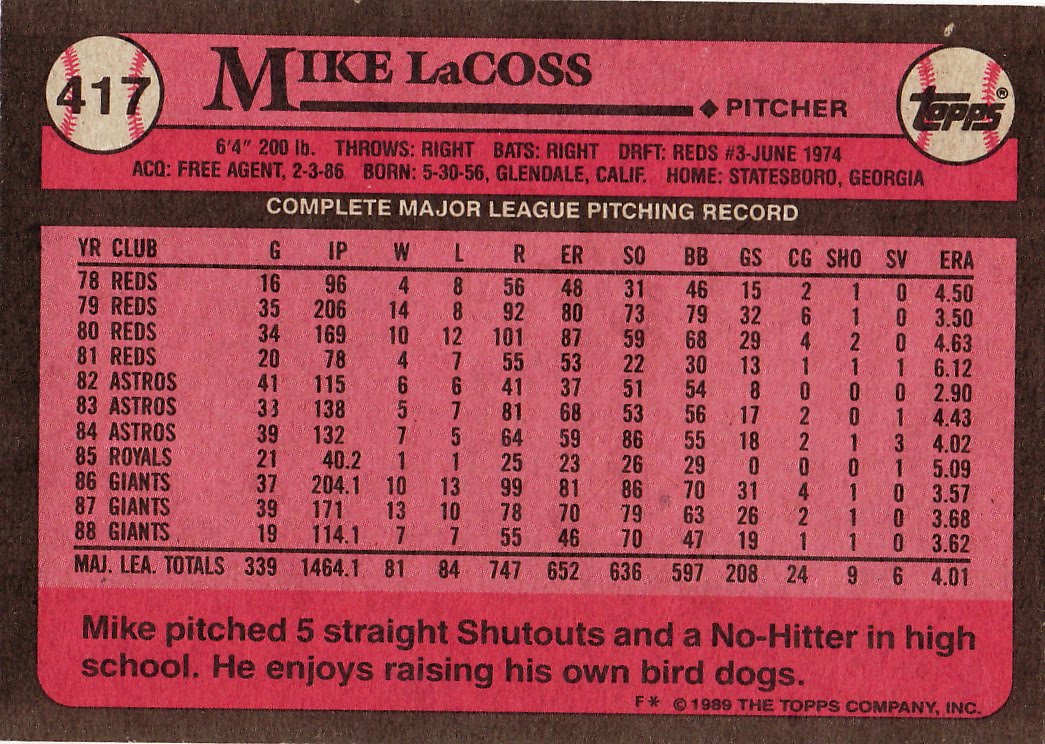 417
MIKE LaCOSS
PITCHER
topps®
6'4" 200 lb. THROWS: RIGHT BATS: RIGHT DRFT: REDS #3-JUNE 1974
ACQ: FREE AGENT, 2-3-86 BORN: 5-30-56, GLENDALE, CALIF. HOME: STATESBORO, GEORGIA
COMPLETE MAJOR LEAGUE PITCHING RECORD
YR CLUB G IP W L R ER SO BB GS CG SHO SV ERA
78 REDS 16 96 4 8 56 48 31 46 15 2 1 0 4.50
79 REDS 35 206 14 8 92 80 73 79 32 6 1 0 3.50
80 REDS 34 169 10 12 101 87 59 68 29 4 2 0 4.63
81 REDS 20 78 4 7 55 53 22 30 13 1 1 1 6.12
82 ASTROS 41 115 6 6 41 37 51 54 8 0 0 0 2.90
83 ASTROS 33 138 5 7 81 68 53 56 17 2 0 1 4.43
84 ASTROS 39 132 7 5 64 59 86 55 18 2 1 3 4.02
85 ROYALS 21 40.2 1 1 25 23 26 29 0 0 0 1 5.09
86 GIANTS 37 204.1 10 13 99 81 86 70 31 4 1 0 3.57
87 GIANTS 39 171 13 10 78 70 79 63 26 2 1 0 3.68
88 GIANTS 19 114.1 7 7 55 46 70 47 19 1 1 0 3.62
MAJ. LEA. TOTALS 339 1464.1 81 84 747 652 636 597 208 24 9 6 4.01
Mike pitched 5 straight Shutouts and a No-Hitter in high
school. He enjoys raising his own bird dogs.
F* ©1989 THE TOPPS COMPANY, INC.